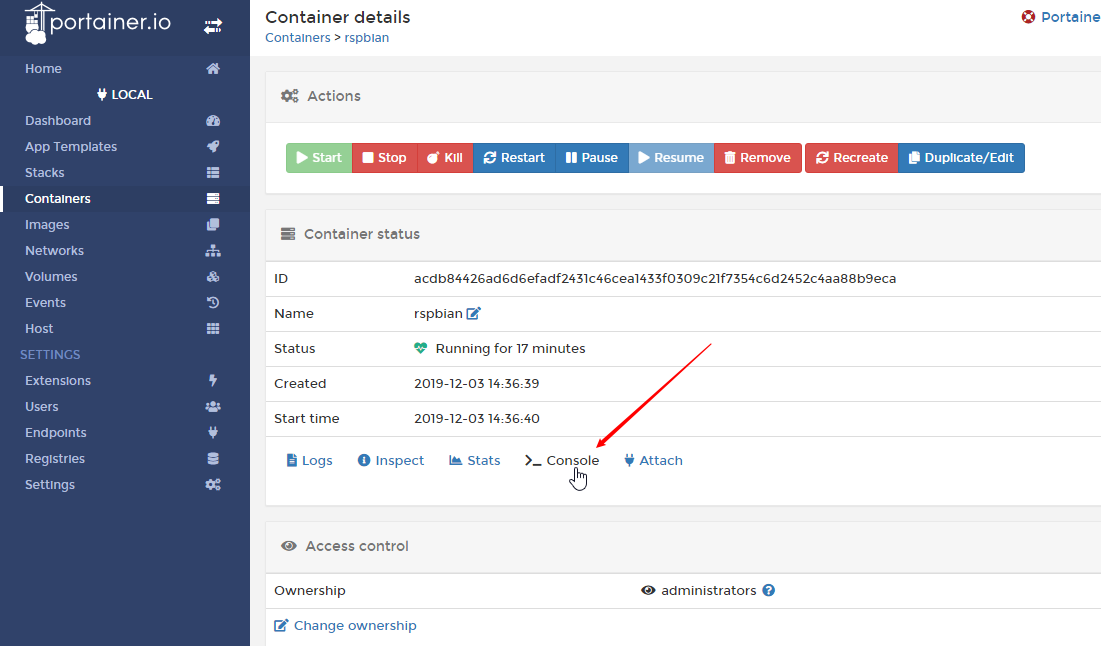 portainer.io
Home
LOCAL
Dashboard
App Templates
Stacks
Containers
Images
Networks
Volumes
Events
Host
SETTINGS
Extensions
Users
Endpoints
Registries
Settings
Container details
Portaine
Containers > rspbian
Actions
Start Stop Kill Restart Pause Resume Remove Recreate Duplicate/Edit
Container status
ID acdb84426ad6d6efadf2431c46cea1433f0309c21f7354c6d2452c4aa88b9eca
Name rspbian
Status Running for 17 minutes
Created 2019-12-03 14:36:39
Start time 2019-12-03 14:36:40
Logs Inspect Stats >_ Console Attach
Access control
Ownership administrators
Change ownership